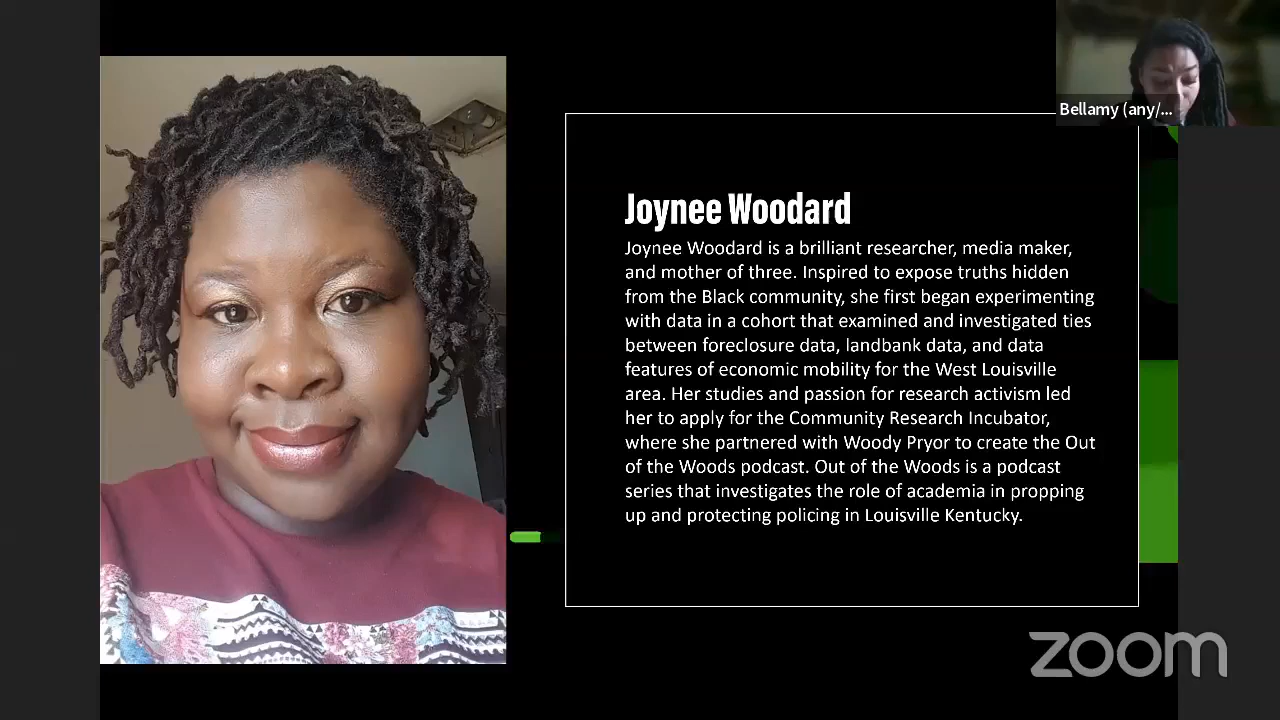 Bellamy (any/...
Joynee Woodard
Joynee Woodard is a brilliant researcher, media maker,
and mother of three. Inspired to expose truths hidden
from the Black community, she first began experimenting
with data in a cohort that examined and investigated ties
between foreclosure data, landbank data, and data
features of economic mobility for the West Louisville
area. Her studies and passion for research activism led
her to apply for the Community Research Incubator,
where she partnered with Woody Pryor to create the Out
of the Woods podcast. Out of the Woods is a podcast
series that investigates the role of academia in propping
up and protecting policing in Louisville Kentucky.
zoom